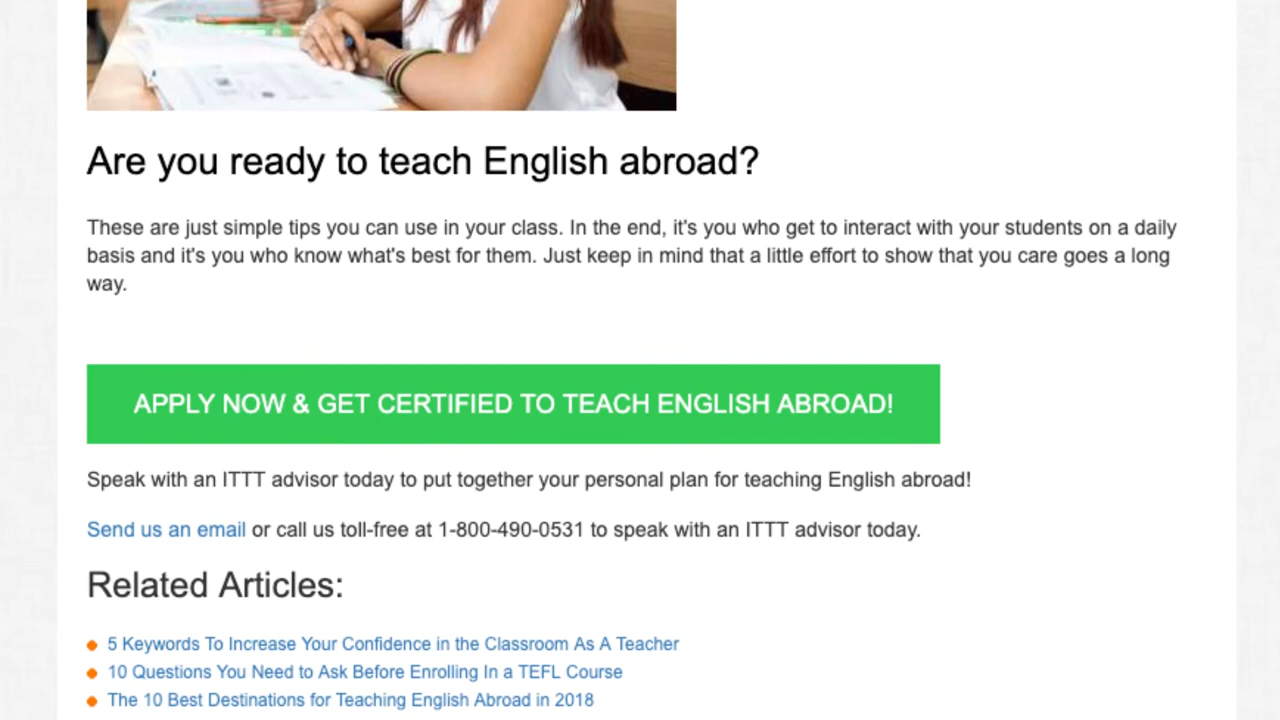 Are you ready to teach English abroad?
These are just simple tips you can use in your class. In the end, it's you who get to interact with your students on a daily
basis and it's you who know what's best for them. Just keep in mind that a little effort to show that you care goes a long
way.
APPLY NOW & GET CERTIFIED TO TEACH ENGLISH ABROAD!
Speak with an ITTT advisor today to put together your personal plan for teaching English abroad!
Send us an email or call us toll-free at 1-800-490-0531 to speak with an ITTT advisor today.
Related Articles:
5 Keywords To Increase Your Confidence in the Classroom As A Teacher
10 Questions You Need to Ask Before Enrolling In a TEFL Course
The 10 Best Destinations for Teaching English Abroad in 2018